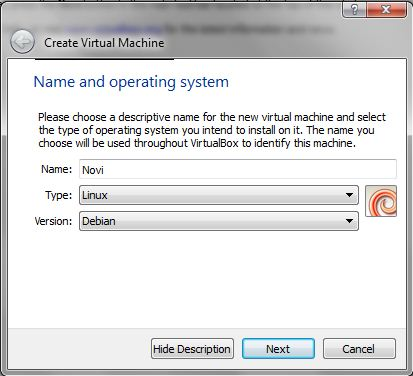 Create Virtual Machine
Name and operating system
Please choose a descriptive name for the new virtual machine and select
the type of operating system you intend to install on it. The name you
choose will be used throughout VirtualBox to identify this machine.
Name: Novi
Type: Linux
Version: Debian
Hide Description Next Cancel